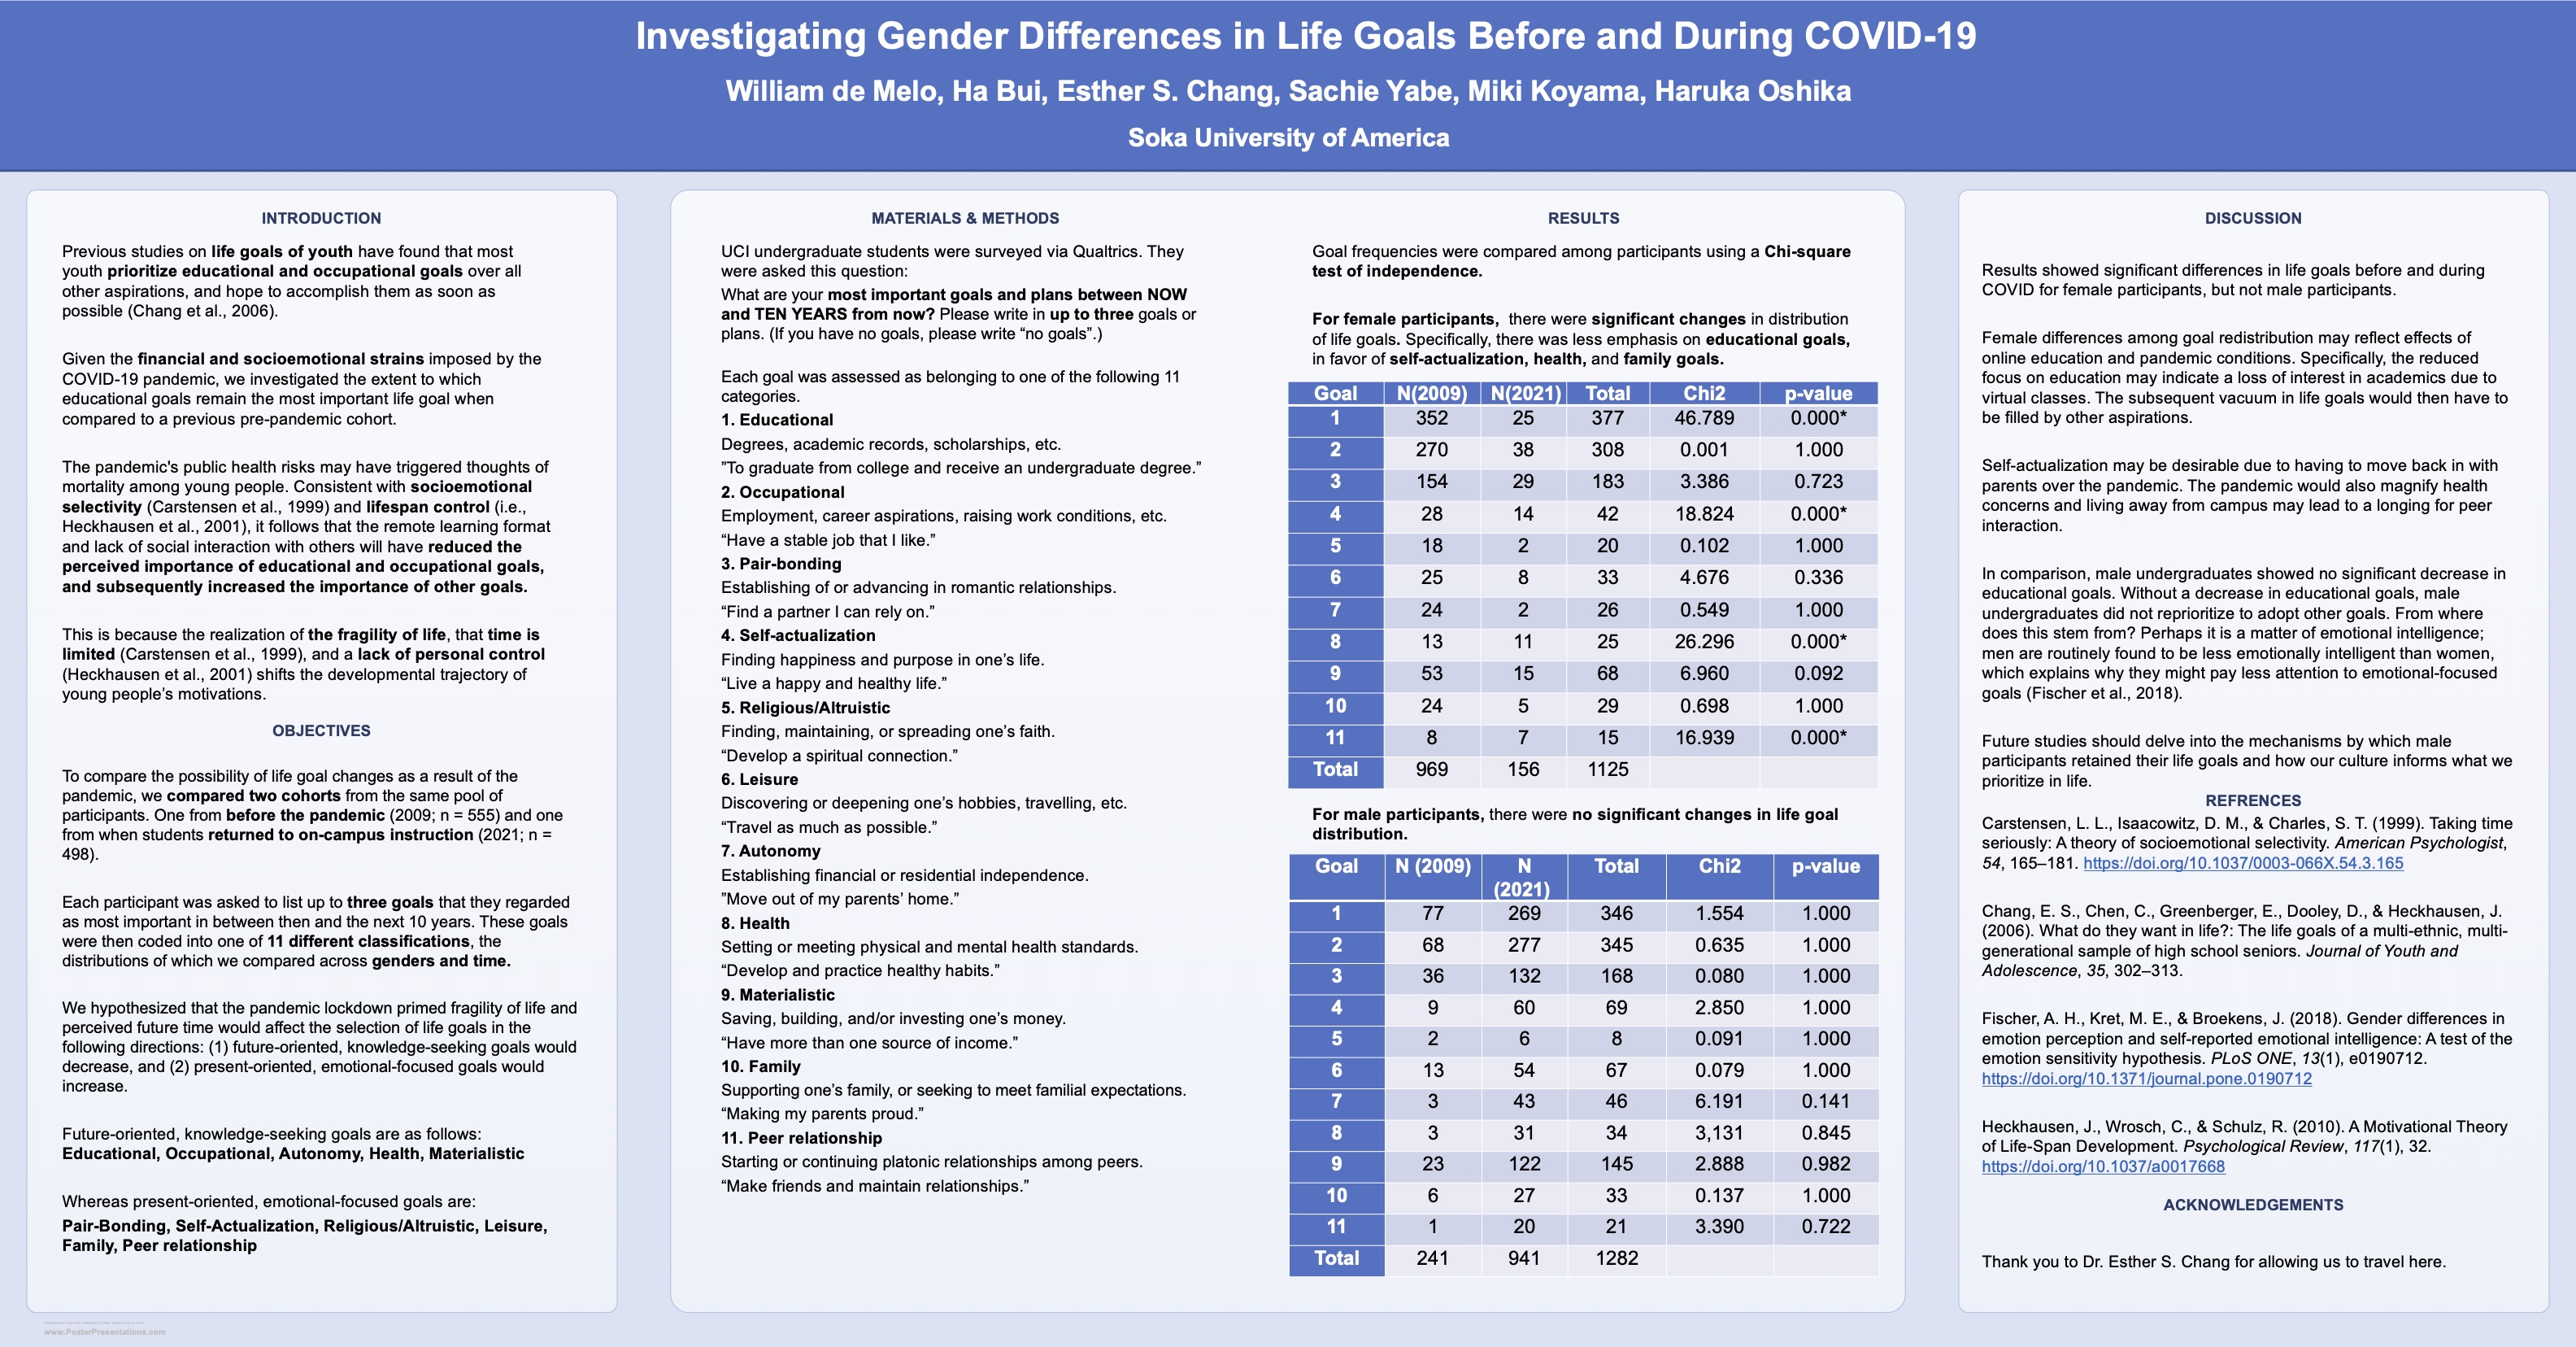 Investigating Gender Differences in Life Goals Before and During COVID-19
William de Melo, Ha Bui, Esther S. Chang, Sachie Yabe, Miki Koyama, Haruka Oshika
Soka University of America
INTRODUCTION
Previous studies on life goals of youth have found that most
youth prioritize educational and occupational goals over all
other aspirations, and hope to accomplish them as soon as
possible (Chang et al., 2006).
Given the financial and socioemotional strains imposed by the
COVID-19 pandemic, we investigated the extent to which
educational goals remain the most important life goal when
compared to a previous pre-pandemic cohort.
The pandemic's public health risks may have triggered thoughts of
mortality among young people. Consistent with socioemotional
selectivity (Carstensen et al., 1999) and lifespan control (i.e.,
Heckhausen et al., 2001), it follows that the remote learning format
and lack of social interaction with others will have reduced the
perceived importance of educational and occupational goals,
and subsequently increased the importance of other goals.
This is because the realization of the fragility of life, that time is
limited (Carstensen et al., 1999), and a lack of personal control
(Heckhausen et al., 2001) shifts the developmental trajectory of
young people’s motivations.
OBJECTIVES
To compare the possibility of life goal changes as a result of the
pandemic, we compared two cohorts from the same pool of
participants. One from before the pandemic (2009; n = 555) and one
from when students returned to on-campus instruction (2021; n =
498).
Each participant was asked to list up to three goals that they regarded
as most important in between then and the next 10 years. These goals
were then coded into one of 11 different classifications, the
distributions of which we compared across genders and time.
We hypothesized that the pandemic lockdown primed fragility of life and
perceived future time would affect the selection of life goals in the
following directions: (1) future-oriented, knowledge-seeking goals would
decrease, and (2) present-oriented, emotional-focused goals would
increase.
Future-oriented, knowledge-seeking goals are as follows:
Educational, Occupational, Autonomy, Health, Materialistic
Whereas present-oriented, emotional-focused goals are:
Pair-Bonding, Self-Actualization, Religious/Altruistic, Leisure,
Family, Peer relationship
MATERIALS & METHODS
UCI undergraduate students were surveyed via Qualtrics. They
were asked this question:
What are your most important goals and plans between NOW
and TEN YEARS from now? Please write in up to three goals or
plans. (If you have no goals, please write “no goals”.)
Each goal was assessed as belonging to one of the following 11
categories.
1. Educational
Degrees, academic records, scholarships, etc.
”To graduate from college and receive an undergraduate degree.”
2. Occupational
Employment, career aspirations, raising work conditions, etc.
“Have a stable job that I like.”
3. Pair-bonding
Establishing of or advancing in romantic relationships.
“Find a partner I can rely on.”
4. Self-actualization
Finding happiness and purpose in one’s life.
“Live a happy and healthy life.”
5. Religious/Altruistic
Finding, maintaining, or spreading one’s faith.
“Develop a spiritual connection.”
6. Leisure
Discovering or deepening one’s hobbies, travelling, etc.
“Travel as much as possible.”
7. Autonomy
Establishing financial or residential independence.
”Move out of my parents’ home.”
8. Health
Setting or meeting physical and mental health standards.
“Develop and practice healthy habits.”
9. Materialistic
Saving, building, and/or investing one’s money.
“Have more than one source of income.”
10. Family
Supporting one’s family, or seeking to meet familial expectations.
“Making my parents proud.”
11. Peer relationship
Starting or continuing platonic relationships among peers.
“Make friends and maintain relationships.”
RESULTS
Goal frequencies were compared among participants using a Chi-square
test of independence.
For female participants, there were significant changes in distribution
of life goals. Specifically, there was less emphasis on educational goals,
in favor of self-actualization, health, and family goals.
Goal N(2009) N(2021) Total Chi2 p-value
1 352 25 377 46.789 0.000*
2 270 38 308 0.001 1.000
3 154 29 183 3.386 0.723
4 28 14 42 18.824 0.000*
5 18 2 20 0.102 1.000
6 25 8 33 4.676 0.336
7 24 2 26 0.549 1.000
8 13 11 25 26.296 0.000*
9 53 15 68 6.960 0.092
10 24 5 29 0.698 1.000
11 8 7 15 16.939 0.000*
Total 969 156 1125
For male participants, there were no significant changes in life goal
distribution.
Goal N (2009) N (2021) Total Chi2 p-value
1 77 269 346 1.554 1.000
2 68 277 345 0.635 1.000
3 36 132 168 0.080 1.000
4 9 60 69 2.850 1.000
5 2 6 8 0.091 1.000
6 13 54 67 0.079 1.000
7 3 43 46 6.191 0.141
8 3 31 34 3,131 0.845
9 23 122 145 2.888 0.982
10 6 27 33 0.137 1.000
11 1 20 21 3.390 0.722
Total 241 941 1282
DISCUSSION
Results showed significant differences in life goals before and during
COVID for female participants, but not male participants.
Female differences among goal redistribution may reflect effects of
online education and pandemic conditions. Specifically, the reduced
focus on education may indicate a loss of interest in academics due to
virtual classes. The subsequent vacuum in life goals would then have to
be filled by other aspirations.
Self-actualization may be desirable due to having to move back in with
parents over the pandemic. The pandemic would also magnify health
concerns and living away from campus may lead to a longing for peer
interaction.
In comparison, male undergraduates showed no significant decrease in
educational goals. Without a decrease in educational goals, male
undergraduates did not reprioritize to adopt other goals. From where
does this stem from? Perhaps it is a matter of emotional intelligence;
men are routinely found to be less emotionally intelligent than women,
which explains why they might pay less attention to emotional-focused
goals (Fischer et al., 2018).
Future studies should delve into the mechanisms by which male
participants retained their life goals and how our culture informs what we
prioritize in life.
REFRENCES
Carstensen, L. L., Isaacowitz, D. M., & Charles, S. T. (1999). Taking time
seriously: A theory of socioemotional selectivity. American Psychologist,
54, 165–181. https://doi.org/10.1037/0003-066X.54.3.165
Chang, E. S., Chen, C., Greenberger, E., Dooley, D., & Heckhausen, J.
(2006). What do they want in life?: The life goals of a multi-ethnic, multi-
generational sample of high school seniors. Journal of Youth and
Adolescence, 35, 302–313.
Fischer, A. H., Kret, M. E., & Broekens, J. (2018). Gender differences in
emotion perception and self-reported emotional intelligence: A test of the
emotion sensitivity hypothesis. PLoS ONE, 13(1), e0190712.
https://doi.org/10.1371/journal.pone.0190712
Heckhausen, J., Wrosch, C., & Schulz, R. (2010). A Motivational Theory
of Life-Span Development. Psychological Review, 117(1), 32.
https://doi.org/10.1037/a0017668
ACKNOWLEDGEMENTS
Thank you to Dr. Esther S. Chang for allowing us to travel here.
www.PosterPresentations.com